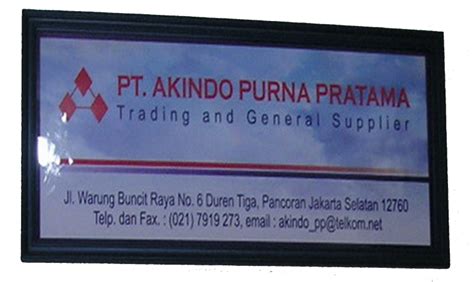 PT. AKINDO PURNA PRATAMA
Trading and General Supplier
Jl. Warung Buncit Raya No. 6 Duren Tiga, Pancoran Jakarta Selatan 12760
Telp. dan Fax. : (021) 7919 273, email : akindo_pp@telkom.net